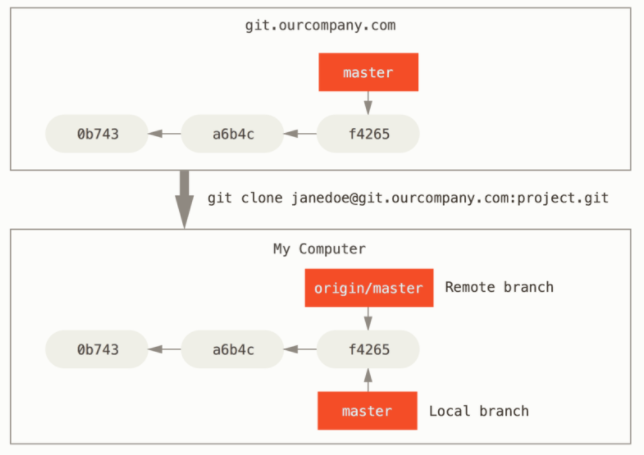 git.ourcompany.com
master
0b743 a6b4c f4265
git clone janedoe@git.ourcompany.com:project.git
My Computer
origin/master Remote branch
0b743 a6b4c f4265
master Local branch